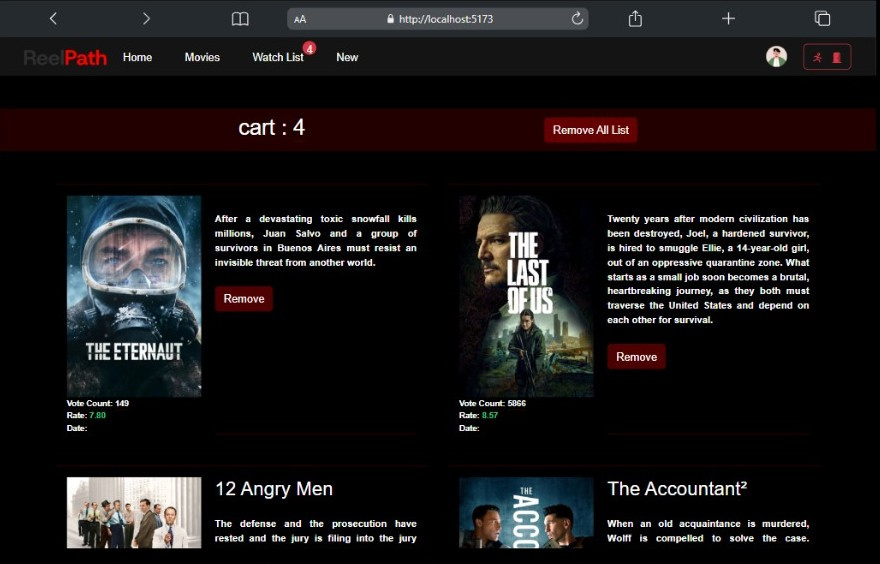 AA http://localhost:5173
ReelPath Home Movies Watch List 4 New
cart : 4 Remove All List
After a devastating toxic snowfall kills
millions, Juan Salvo and a group of
survivors in Buenos Aires must resist an
invisible threat from another world.
Remove
THE ETERNAUT
Vote Count: 149
Rate: 7.80
Date:
Twenty years after modern civilization has
been destroyed, Joel, a hardened survivor,
is hired to smuggle Ellie, a 14-year-old girl,
out of an oppressive quarantine zone. What
starts as a small job soon becomes a brutal,
heartbreaking journey, as they both must
traverse the United States and depend on
each other for survival.
Remove
THE
LAST
OF US
Vote Count: 5866
Rate: 8.57
Date:
12 Angry Men
The defense and the prosecution have
rested and the jury is filing into the jury
THE
ACCO
The Accountant²
When an old acquaintance is murdered,
Wolff is compelled to solve the case.